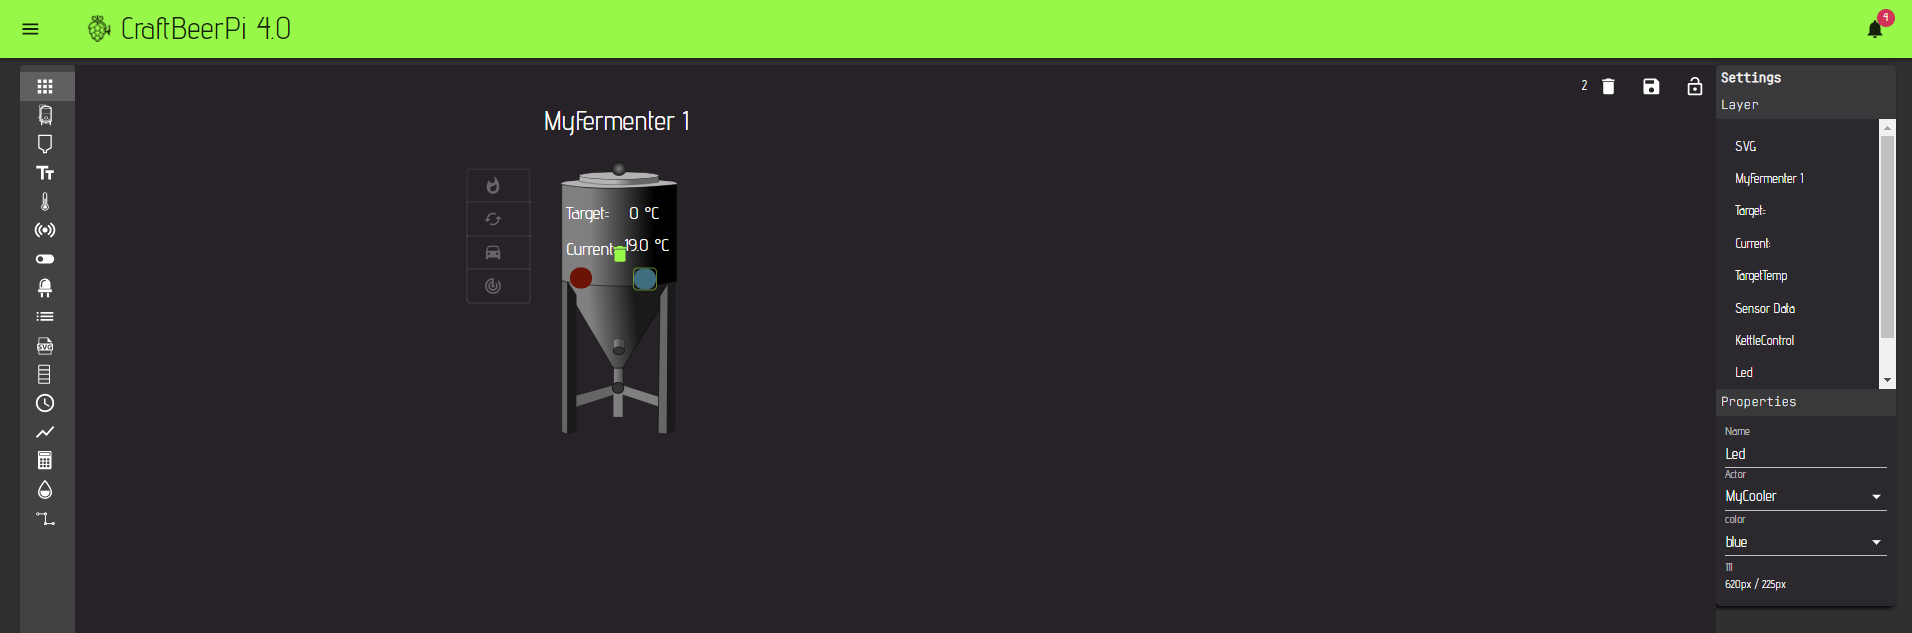 CraftBeerPi 4.0
4
2
Settings
Layer
MyFermenter 1
SVG
MyFermenter 1
Target:
Current:
TargetTemp
Sensor Data
KettleControl
Led
Target:
0 °C
Current:
19.0 °C
SVG
Properties
Name
Led
Actor
MyCooler
color
blue
620px / 225px